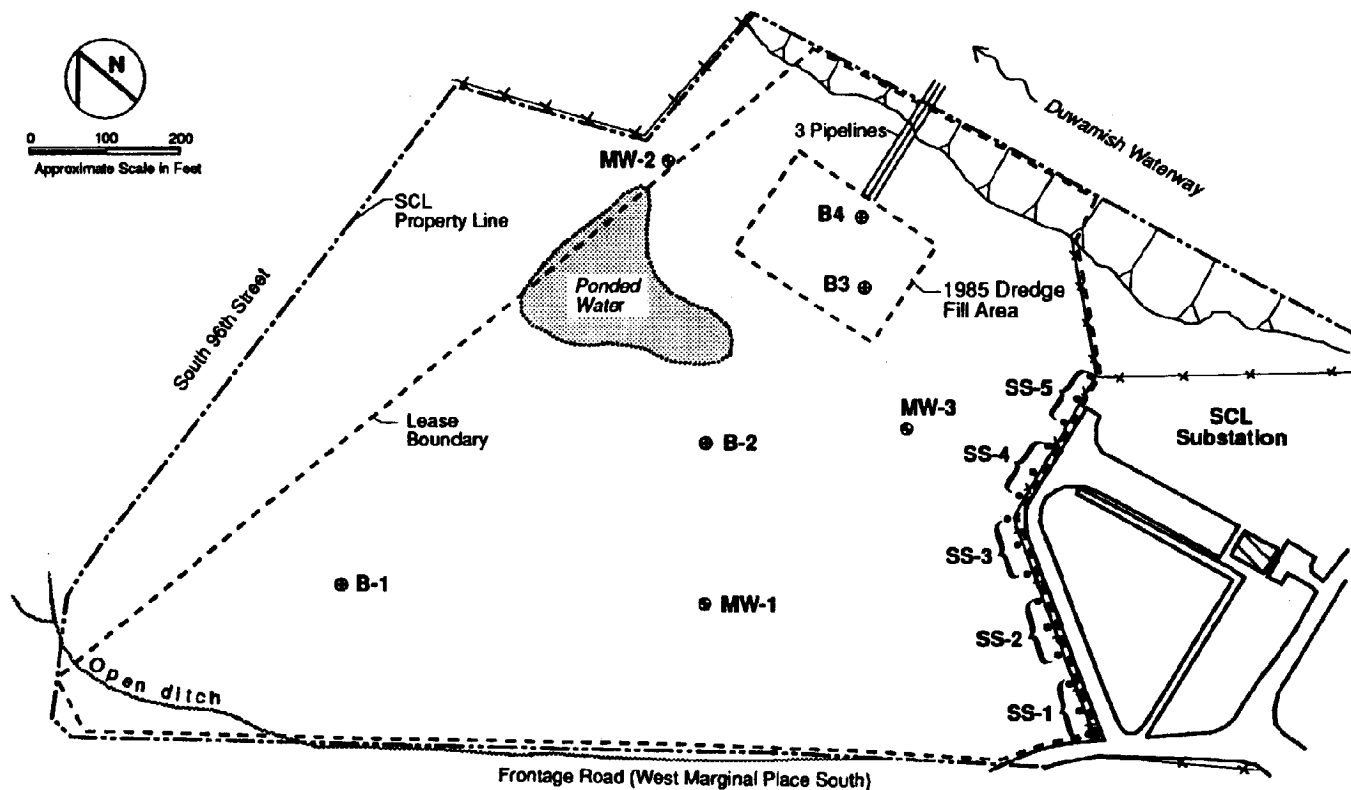 N
0 100 200
Approximate Scale in Feet
SCL
Property Line
South 96th Street
MW-2
3 Pipelines
Duwamish Waterway
B4
B3
1985 Dredge
Fill Area
Ponded
Water
Lease
Boundary
B-2
MW-3
SS-5
SCL
Substation
SS-4
SS-3
B-1
MW-1
SS-2
SS-1
Open ditch
Frontage Road (West Marginal Place South)